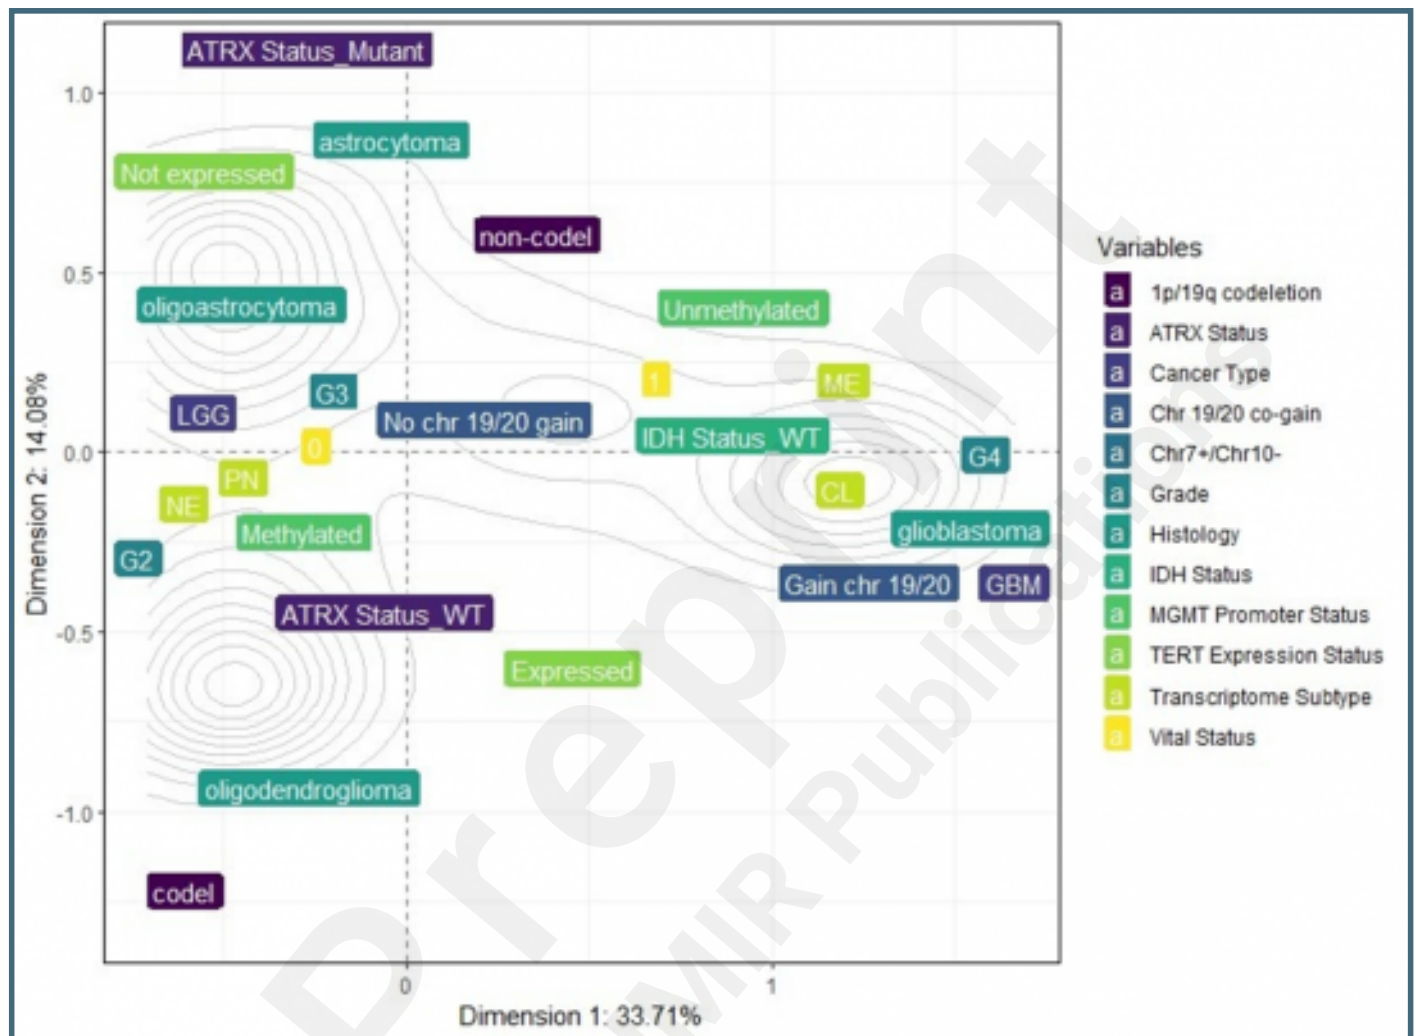 ATRX Status_Mutant
1.0
astrocytoma
Not expressed
non-codel
0.5
oligoastrocytoma
Unmethylated
1
ME
G3
LGG
No chr 19/20 gain
IDH Status_WT
0
0.0
G4
PN
CL
NE
Methylated
glioblastoma
G2
Gain chr 19/20
GBM
ATRX Status_WT
-0.5
Expressed
oligodendroglioma
-1.0
codel
0
1
Dimension 1: 33.71%
Dimension 2: 14.08%
Variables
a 1p/19q codeletion
a ATRX Status
a Cancer Type
a Chr 19/20 co-gain
a Chr7+/Chr10-
a Grade
a Histology
a IDH Status
a MGMT Promoter Status
a TERT Expression Status
a Transcriptome Subtype
a Vital Status
Preprint
JMIR Publications